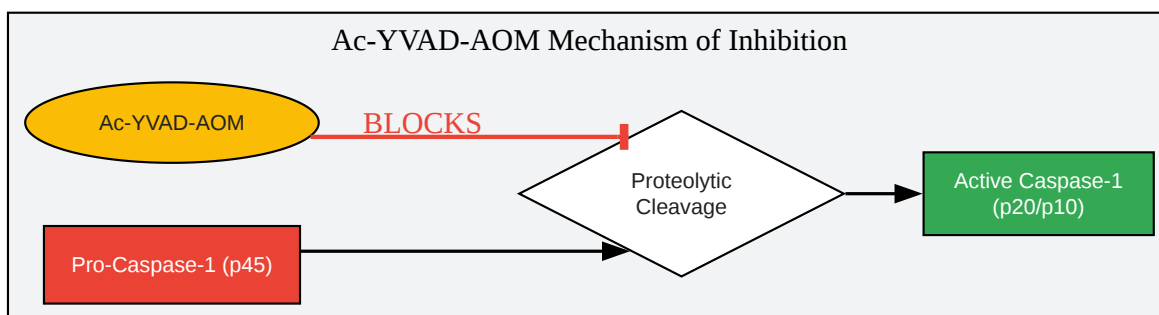 Ac-YVAD-AOM Mechanism of Inhibition
Ac-YVAD-AOM
BLOCKS
Proteolytic
Cleavage
Active Caspase-1
(p20/p10)
Pro-Caspase-1 (p45)